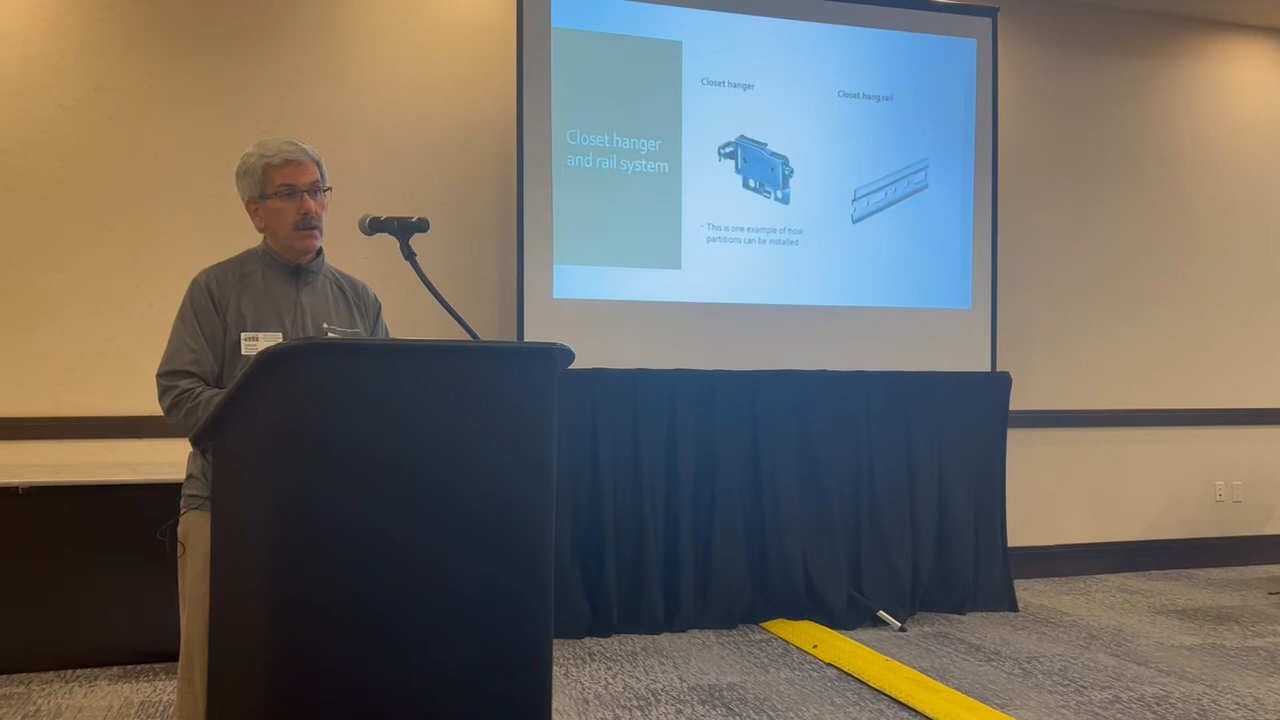 Closet hanger
and rail system
Closet hanger
Closet hang rail
This is one example of how
partitions can be installed